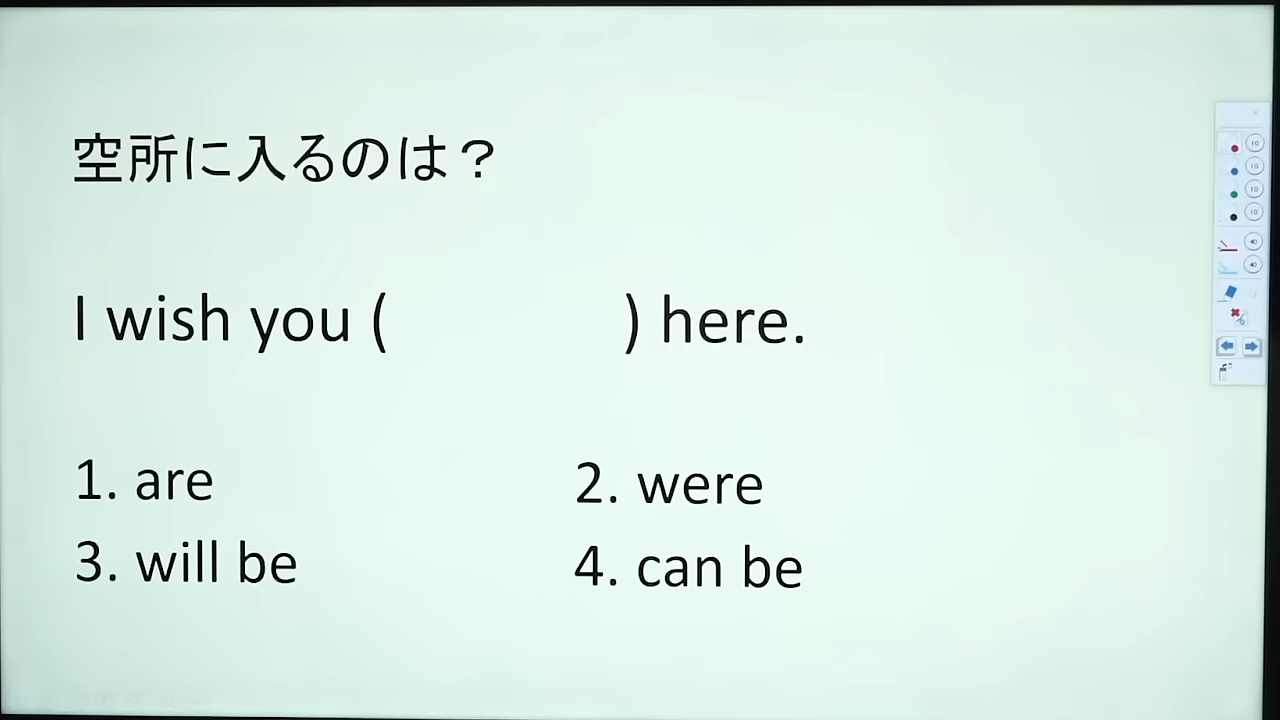 空所に入るのは？
I wish you (          ) here.
1. are
2. were
3. will be
4. can be